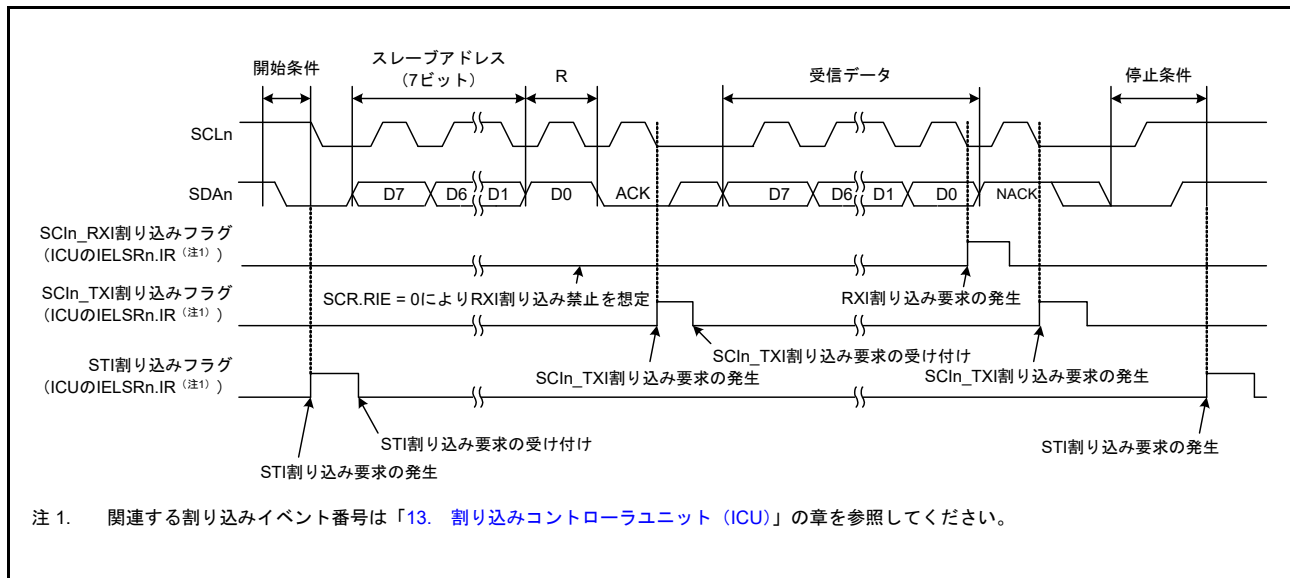 開始条件
スレーブアドレス
（7ビット）
R
受信データ
停止条件
SCLn
SDAn
D7
D6
D1
D0
ACK
D7
D6
D1
D0
NACK
SCIn_RXI割り込みフラグ
（ICUのIELSRn.IR（注1））
SCR.RIE = 0によりRXI割り込み禁止を想定
RXI割り込み要求の発生
SCIn_TXI割り込みフラグ
（ICUのIELSRn.IR（注1））
SCIn_TXI割り込み要求の受け付け
SCIn_TXI割り込み要求の発生
SCIn_TXI割り込み要求の発生
STI割り込みフラグ
（ICUのIELSRn.IR（注1））
STI割り込み要求の受け付け
STI割り込み要求の発生
STI割り込み要求の発生
注 1. 関連する割り込みイベント番号は「13. 割り込みコントローラユニット（ICU）」の章を参照してください。